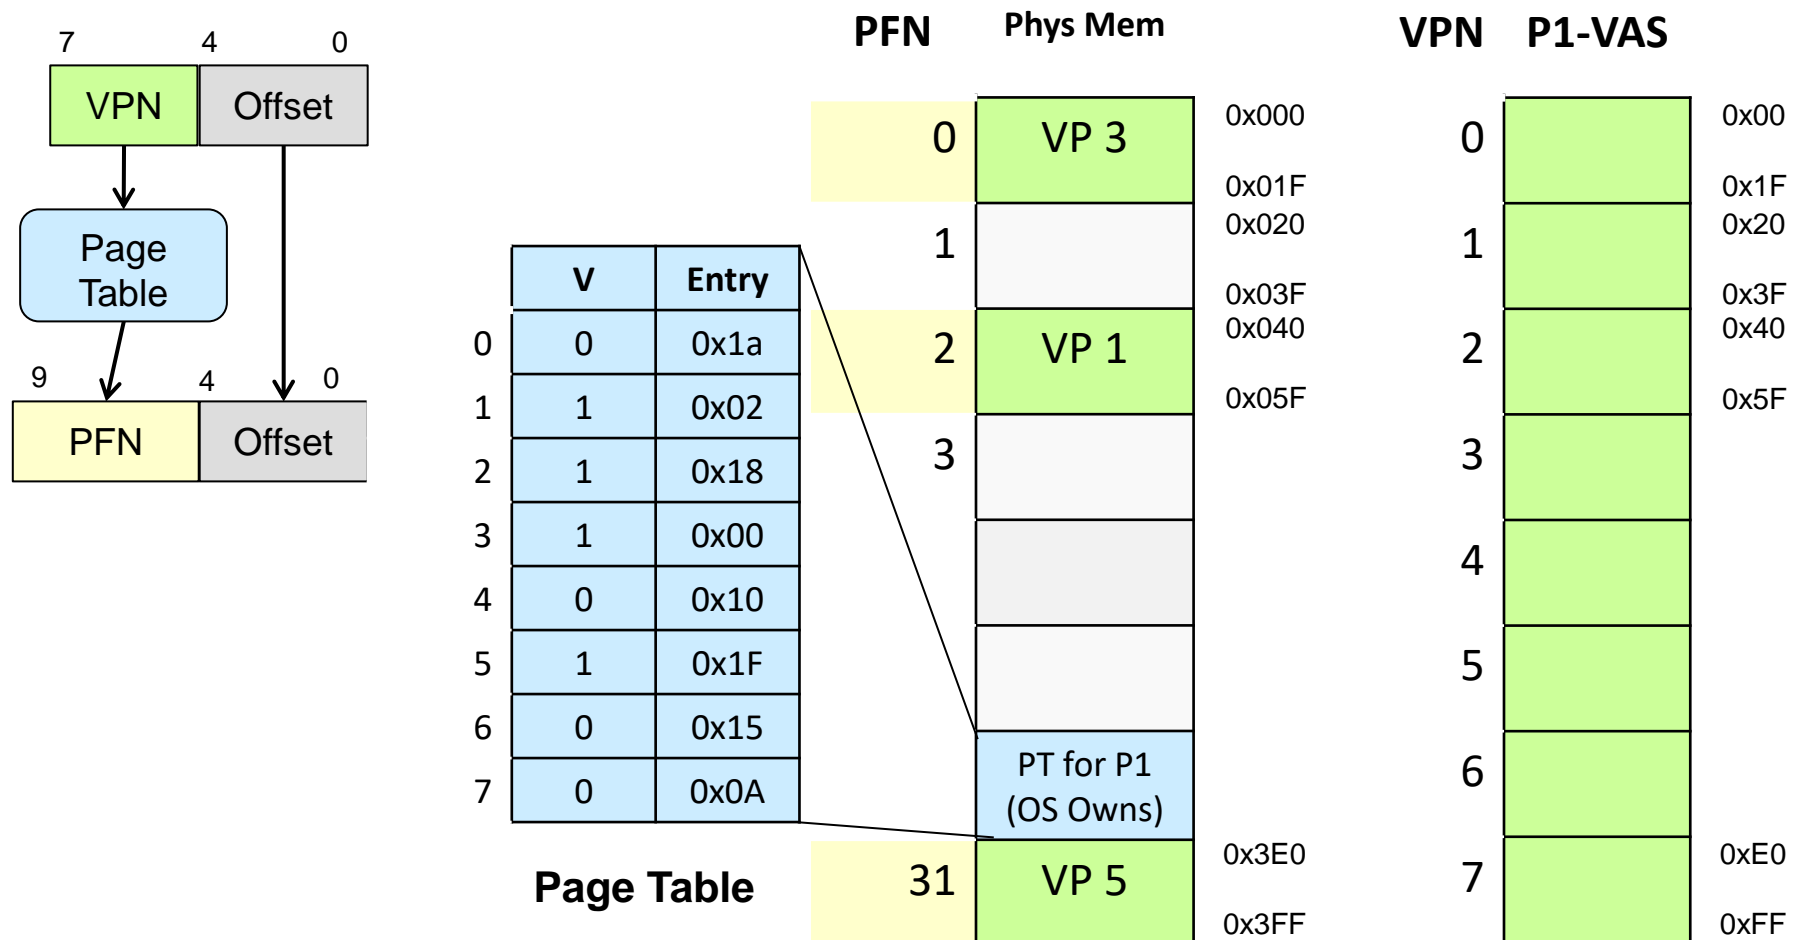 PFN Phys Mem VPN P1-VAS
7 4 0
VPN Offset
Page
Table
9 4 0
PFN Offset
V Entry
0 0 0x1a
1 1 0x02
2 1 0x18
3 1 0x00
4 0 0x10
5 1 0x1F
6 0 0x15
7 0 0x0A
Page Table
0 VP 3 0x000
0x01F
1 0x020
0x03F
2 VP 1 0x040
0x05F
3
PT for P1
(OS Owns)
31 VP 5 0x3E0
0x3FF
0 0x00
0x1F
1 0x20
0x3F
2 0x40
0x5F
3
4
5
6
7 0xE0
0xFF